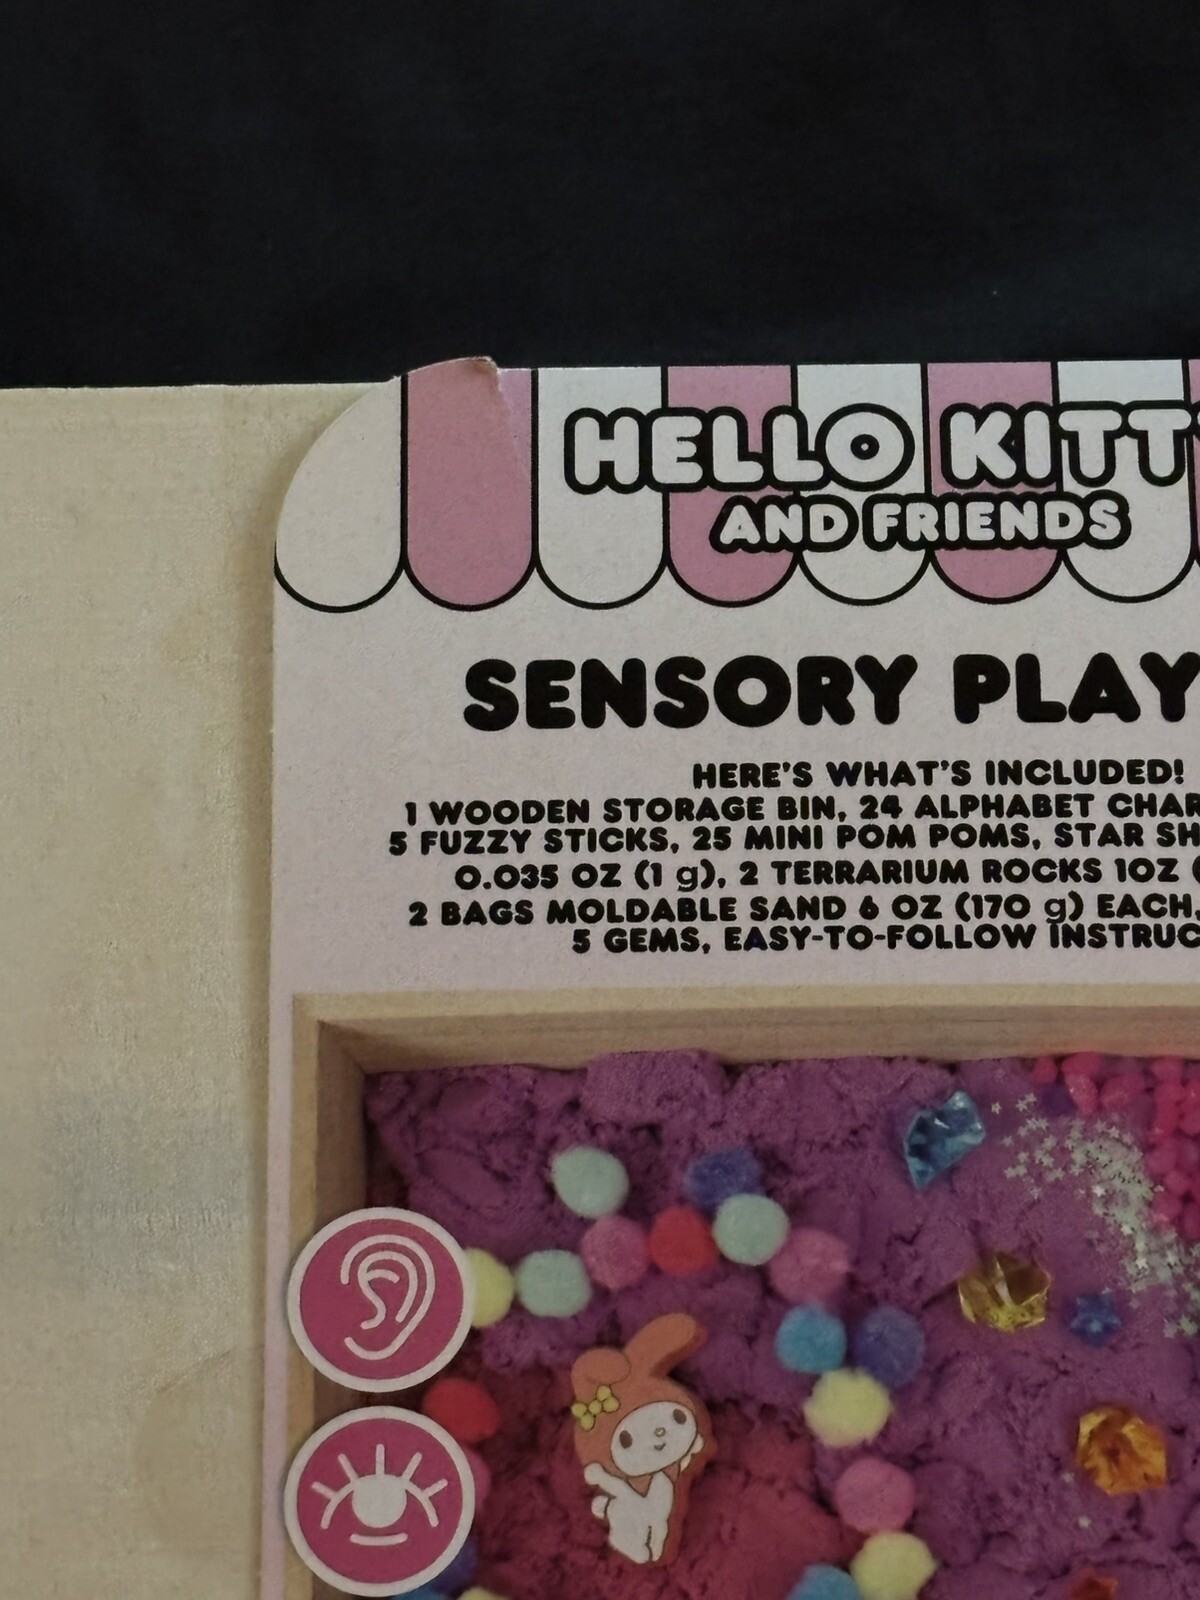 HELLO KITTY
AND FRIENDS
SENSORY PLAY
HERE'S WHAT'S INCLUDED!
1 WOODEN STORAGE BIN, 24 ALPHABET CHAR
5 FUZZY STICKS, 25 MINI POM POMS, STAR SH
0.035 OZ (1 g), 2 TERRARIUM ROCKS 1OZ (
2 BAGS MOLDABLE SAND 6 OZ (170 g) EACH,
5 GEMS, EASY-TO-FOLLOW INSTRUC